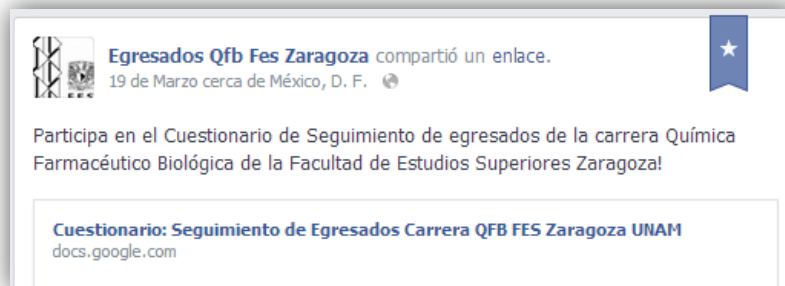 Egresados Qfb Fes Zaragoza compartió un enlace.
19 de Marzo cerca de México, D. F.
Participa en el Cuestionario de Seguimiento de egresados de la carrera Química
Farmacéutico Biológica de la Facultad de Estudios Superiores Zaragoza!
Cuestionario: Seguimiento de Egresados Carrera QFB FES Zaragoza UNAM
docs.google.com